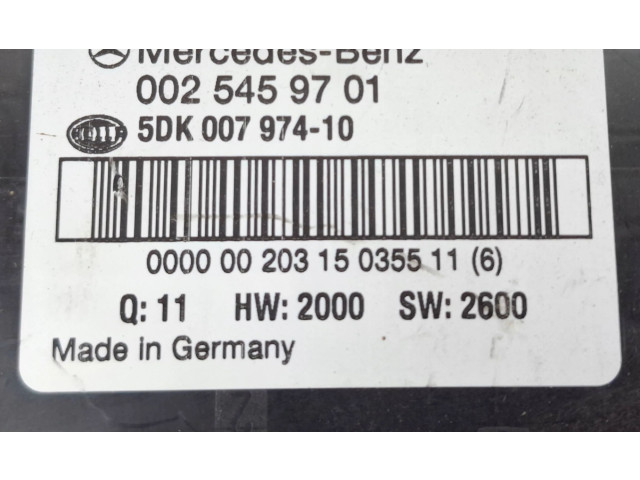 Mercedes-Benz
002 545 97 01
5DK 007 974-10
0000 00 203 15 0355 11 (6)
Q: 11 HW: 2000 SW: 2600
Made in Germany